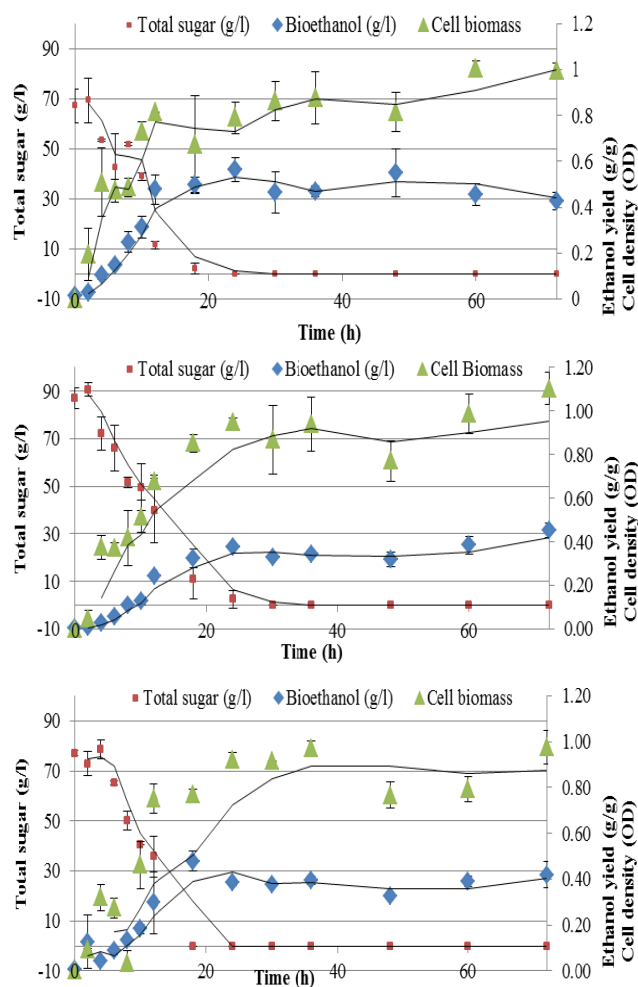 Total sugar (g/l) Bioethanol (g/l) Cell biomass
Total sugar (g/l)
90
70
50
30
10
-10
1.2
1
0.8
0.6
0.4
0.2
0
Ethanol yield (g/g)
Cell density (OD)
0 20 40 60
Time (h)
Total sugar (g/l) Bioethanol (g/l) Cell Biomass
Total sugar (g/l)
90
70
50
30
10
-10
1.20
1.00
0.80
0.60
0.40
0.20
0.00
Ethanol yield (g/g)
Cell density (OD)
0 20 40 60
Time (h)
Total sugar (g/l) Bioethanol (g/l) Cell biomass
Total sugar (g/l)
90
70
50
30
10
-10
1.20
1.00
0.80
0.60
0.40
0.20
0.00
Ethanol yield (g/g)
Cell density (OD)
0 20 40 60
Time (h)